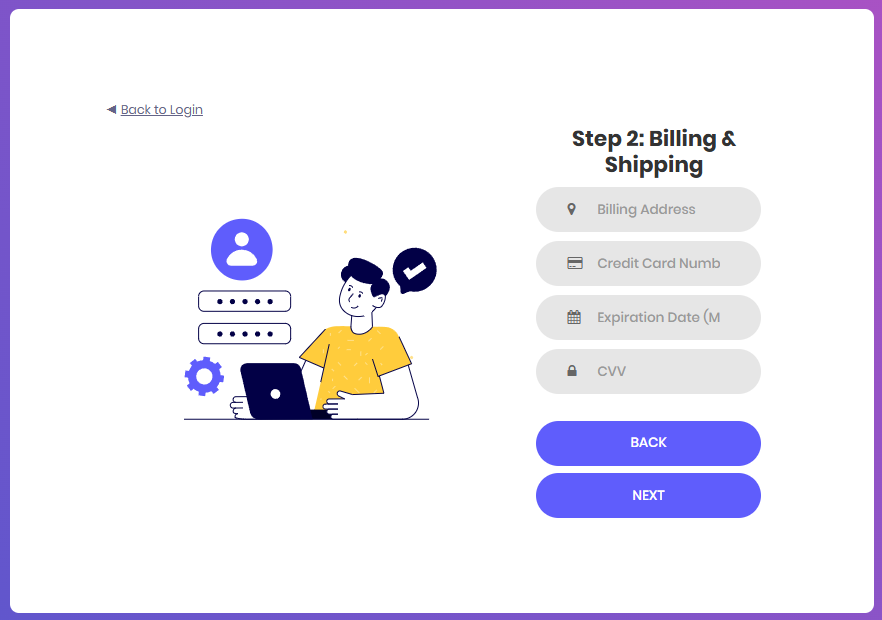 Back to Login
Step 2: Billing &
Shipping
Billing Address
Credit Card Numb
Expiration Date (M
CVV
BACK
NEXT